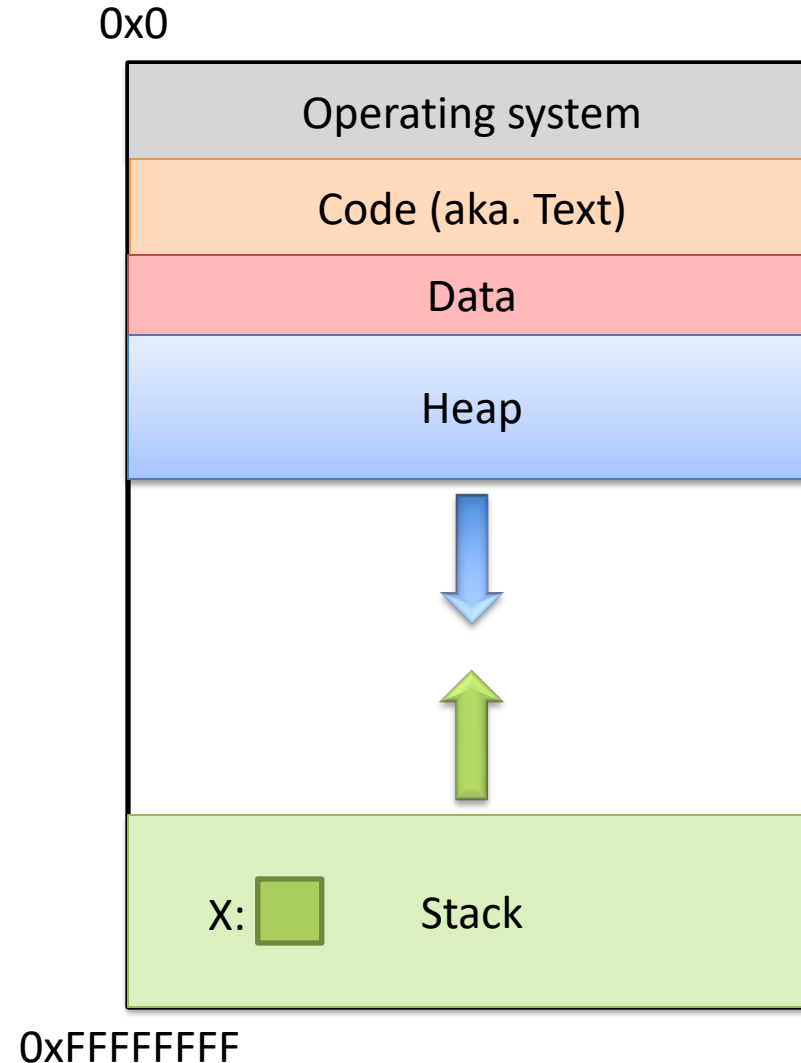 0x0
Operating system
Code (aka. Text)
Data
Heap
X: Stack
0xFFFFFFFF